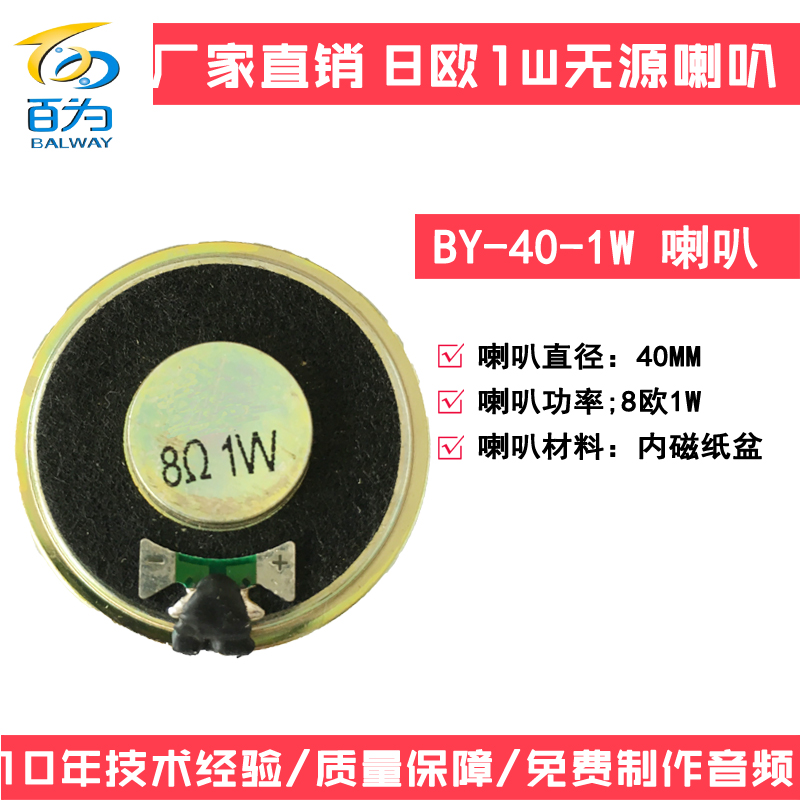 百为
BALWAY
厂家直销 8欧1W无源喇叭
BY-40-1W 喇叭
喇叭直径：40MM
喇叭功率;8欧1W
喇叭材料：内磁纸盆
8Ω 1W
- +
10年技术经验/质量保障/免费制作音频